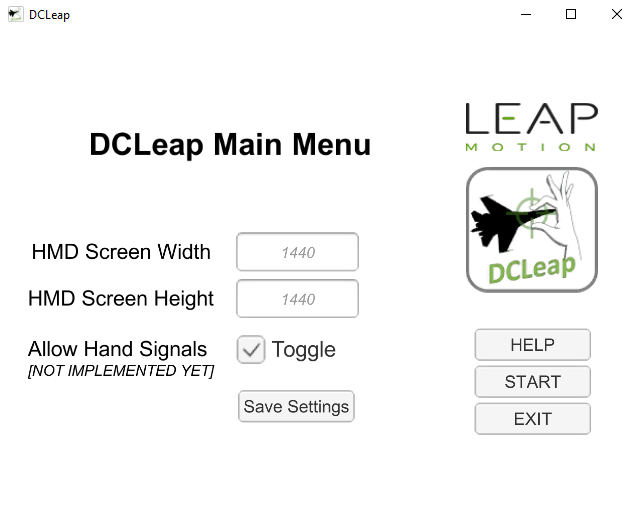 DCLeap
LEAP
MOTION
DCLeap Main Menu
DCLeap
HMD Screen Width
1440
HMD Screen Height
1440
Allow Hand Signals
Toggle
[NOT IMPLEMENTED YET]
Save Settings
HELP
START
EXIT